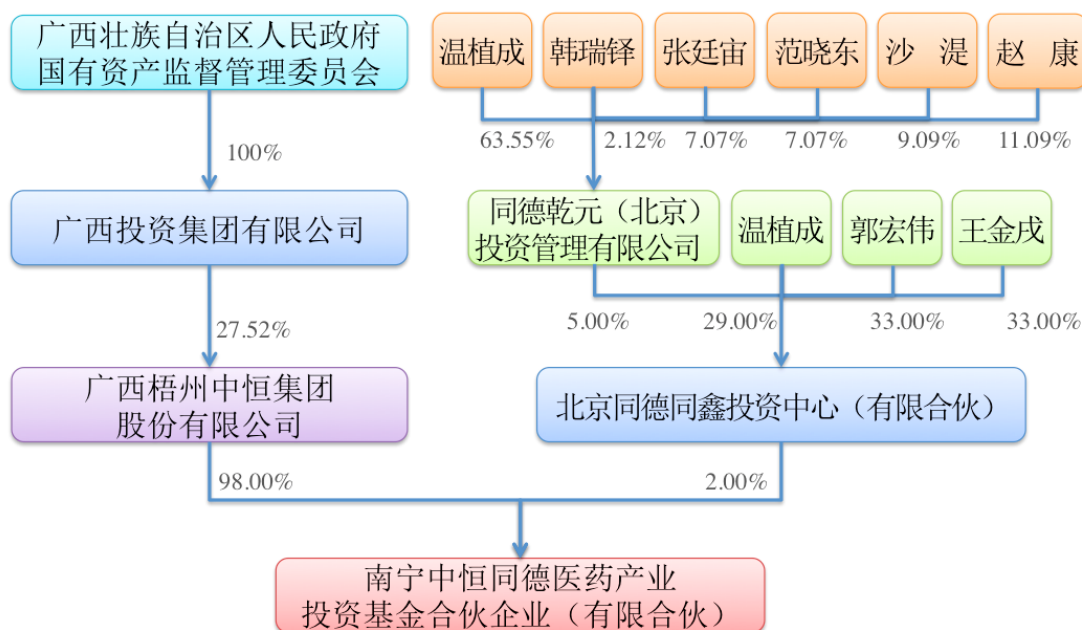 广西壮族自治区人民政府
国有资产监督管理委员会
温植成
韩瑞铎
张廷宙
范晓东
沙 湜
赵 康
100%
63.55%
2.12%
7.07%
7.07%
9.09%
11.09%
广西投资集团有限公司
同德乾元（北京）
投资管理有限公司
温植成
郭宏伟
王金戌
27.52%
5.00%
29.00%
33.00%
33.00%
广西梧州中恒集团
股份有限公司
北京同德同鑫投资中心（有限合伙）
98.00%
2.00%
南宁中恒同德医药产业
投资基金合伙企业（有限合伙）